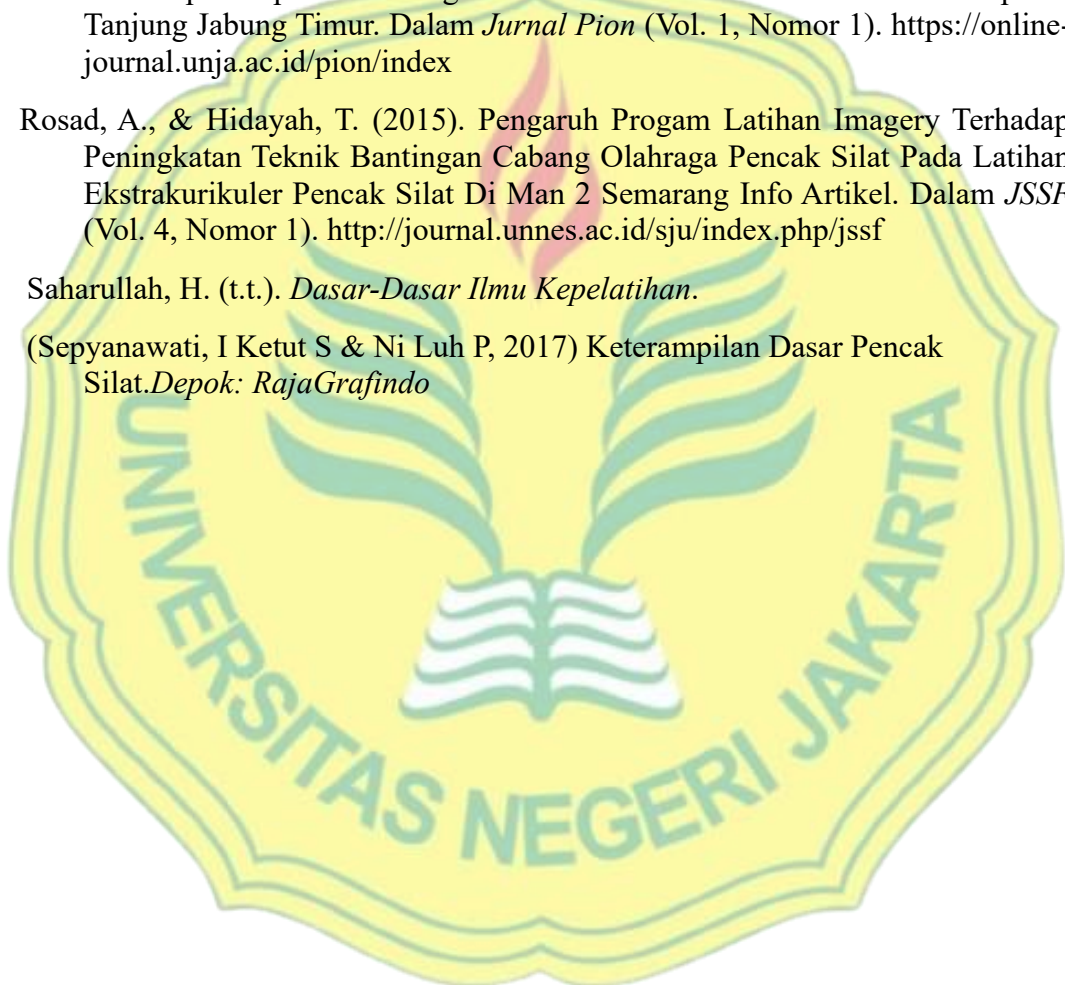 Tanjung Jabung Timur. Dalam Jurnal Pion (Vol. 1, Nomor 1). https://online-
journal.unja.ac.id/pion/index
Rosad, A., & Hidayah, T. (2015). Pengaruh Progam Latihan Imagery Terhadap
Peningkatan Teknik Bantingan Cabang Olahraga Pencak Silat Pada Latihan
Ekstrakurikuler Pencak Silat Di Man 2 Semarang Info Artikel. Dalam JSSF
(Vol. 4, Nomor 1). http://journal.unnes.ac.id/sju/index.php/jssf
Saharullah, H. (t.t.). Dasar-Dasar Ilmu Kepelatihan.
(Sepyanawati, I Ketut S & Ni Luh P, 2017) Keterampilan Dasar Pencak
Silat.Depok: RajaGrafindo
UNIVERSITAS NEGERI JAKARTA